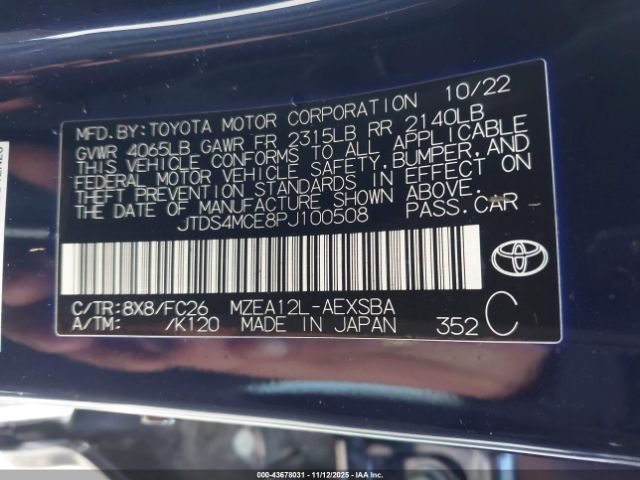 MFD.BY:TOYOTA MOTOR CORPORATION 10/22
GVWR 4065LB GAWR FR 2315LB RR 2140LB
THIS VEHICLE CONFORMS TO ALL APPLICABLE
FEDERAL MOTOR VEHICLE SAFETY,BUMPER,AND
THEFT PREVENTION STANDARDS IN EFFECT ON
THE DATE OF MANUFACTURE SHOWN ABOVE.
JTDS4MCE8PJ100508 PASS.CAR
C/TR:8X8/FC26 MZEA12L-AEXSBA
A/TM: /K120 MADE IN JAPAN 352 C
000-43678031 - 11/12/2025 - IAAI.COM